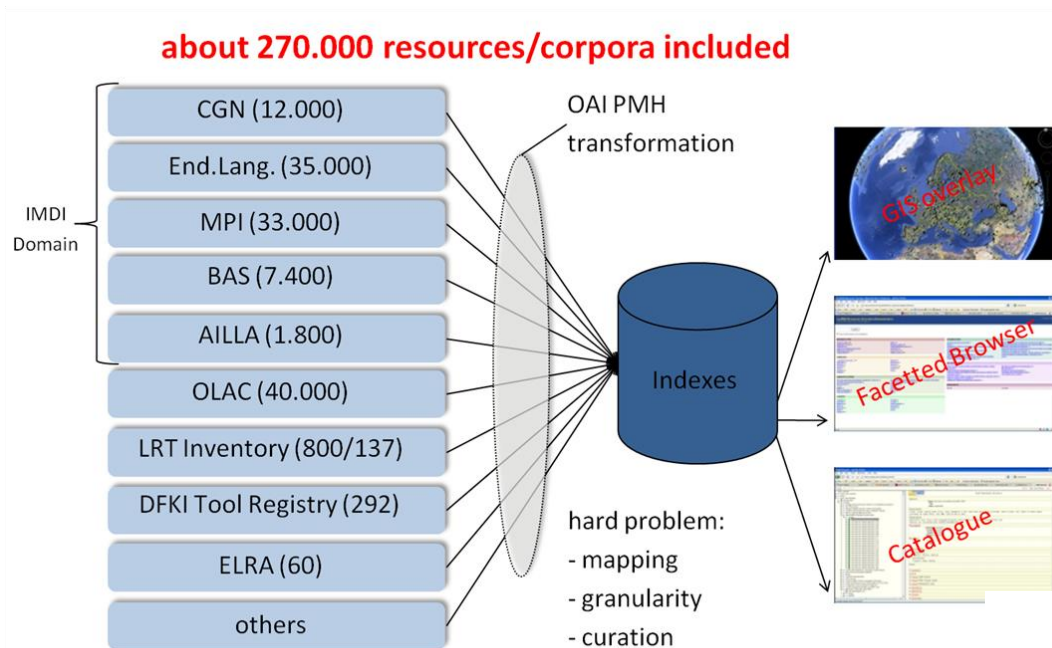 about 270.000 resources/corpora included
IMDI
Domain
CGN (12.000)
End.Lang. (35.000)
MPI (33.000)
BAS (7.400)
AILLA (1.800)
OLAC (40.000)
LRT Inventory (800/137)
DFKI Tool Registry (292)
ELRA (60)
others
OAI PMH
transformation
Indexes
hard problem:
- mapping
- granularity
- curation
GIS overlay
Facetted Browser
Catalogue